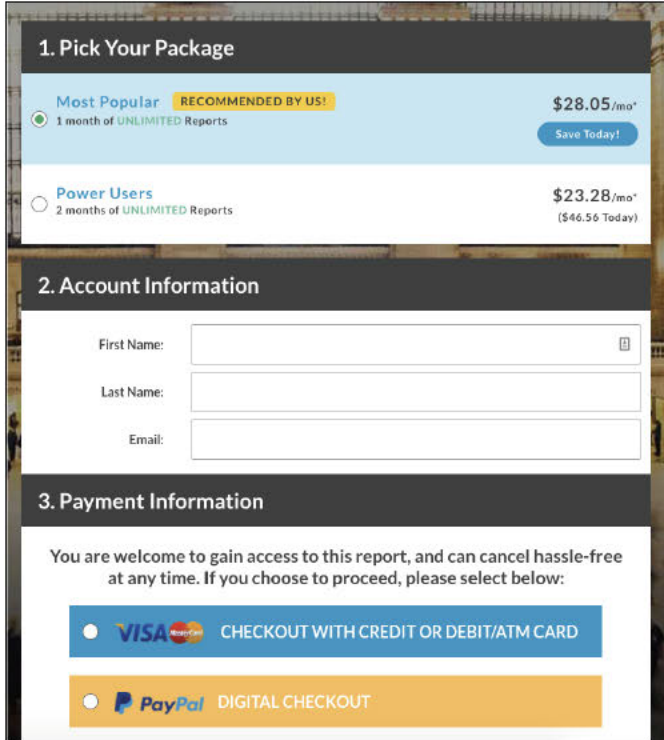 1. Pick Your Package
Most Popular RECOMMENDED BY US!
1 month of UNLIMITED Reports
$28.05/mo*
Save Today!
Power Users
2 months of UNLIMITED Reports
$23.28/mo*
($46.56 Today)
2. Account Information
First Name:
Last Name:
Email:
3. Payment Information
You are welcome to gain access to this report, and can cancel hassle-free
at any time. If you choose to proceed, please select below:
VISA MasterCard CHECKOUT WITH CREDIT OR DEBIT/ATM CARD
PayPal DIGITAL CHECKOUT